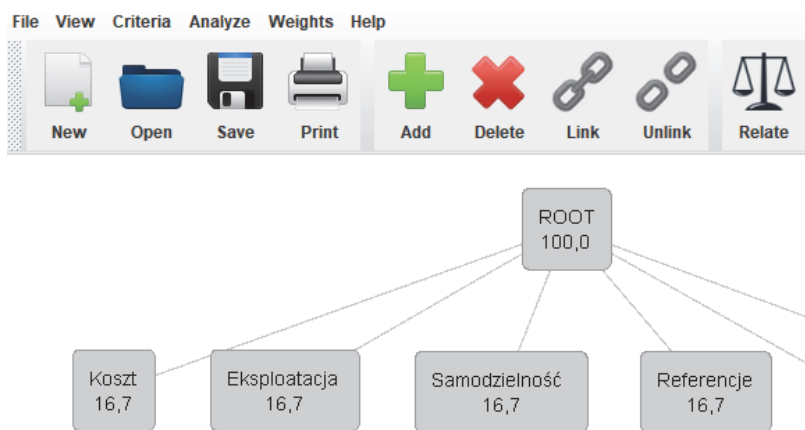 File View Criteria Analyze Weights Help
New Open Save Print Add Delete Link Unlink Relate
ROOT
100,0
Koszt Eksploatacja Samodzielność Referencje
16,7 16,7 16,7 16,7